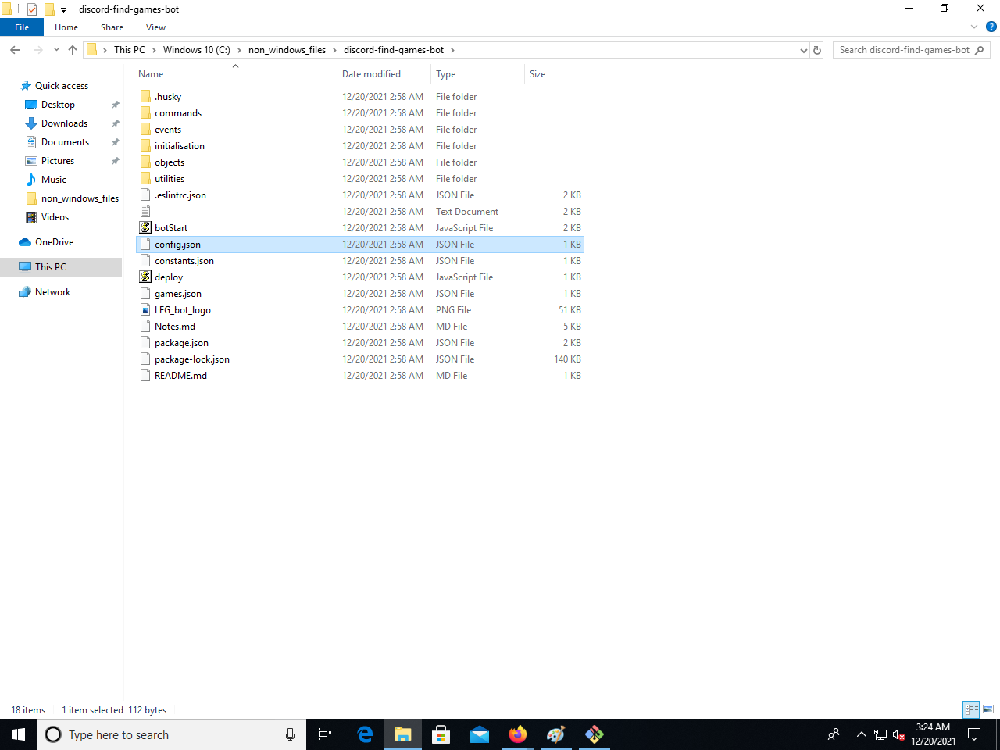 discord-find-games-bot
File Home Share View
This PC Windows 10 (C:) non_windows_files discord-find-games-bot Search discord-find-games-bot
Name Date modified Type Size
Quick access
Desktop
Downloads
Documents
Pictures
Music
non_windows_files
Videos
OneDrive
This PC
Network
.husky 12/20/2021 2:58 AM File folder
commands 12/20/2021 2:58 AM File folder
events 12/20/2021 2:58 AM File folder
initialisation 12/20/2021 2:58 AM File folder
objects 12/20/2021 2:58 AM File folder
utilities 12/20/2021 2:58 AM File folder
.eslintrc.json 12/20/2021 2:58 AM JSON File 2 KB
12/20/2021 2:58 AM Text Document 2 KB
botStart 12/20/2021 2:58 AM JavaScript File 2 KB
config.json 12/20/2021 2:58 AM JSON File 1 KB
constants.json 12/20/2021 2:58 AM JSON File 1 KB
deploy 12/20/2021 2:58 AM JavaScript File 1 KB
games.json 12/20/2021 2:58 AM JSON File 1 KB
LFG_bot_logo 12/20/2021 2:58 AM PNG File 51 KB
Notes.md 12/20/2021 2:58 AM MD File 5 KB
package.json 12/20/2021 2:58 AM JSON File 2 KB
package-lock.json 12/20/2021 2:58 AM JSON File 140 KB
README.md 12/20/2021 2:58 AM MD File 1 KB
18 items 1 item selected 112 bytes
Type here to search
3:24 AM
12/20/2021